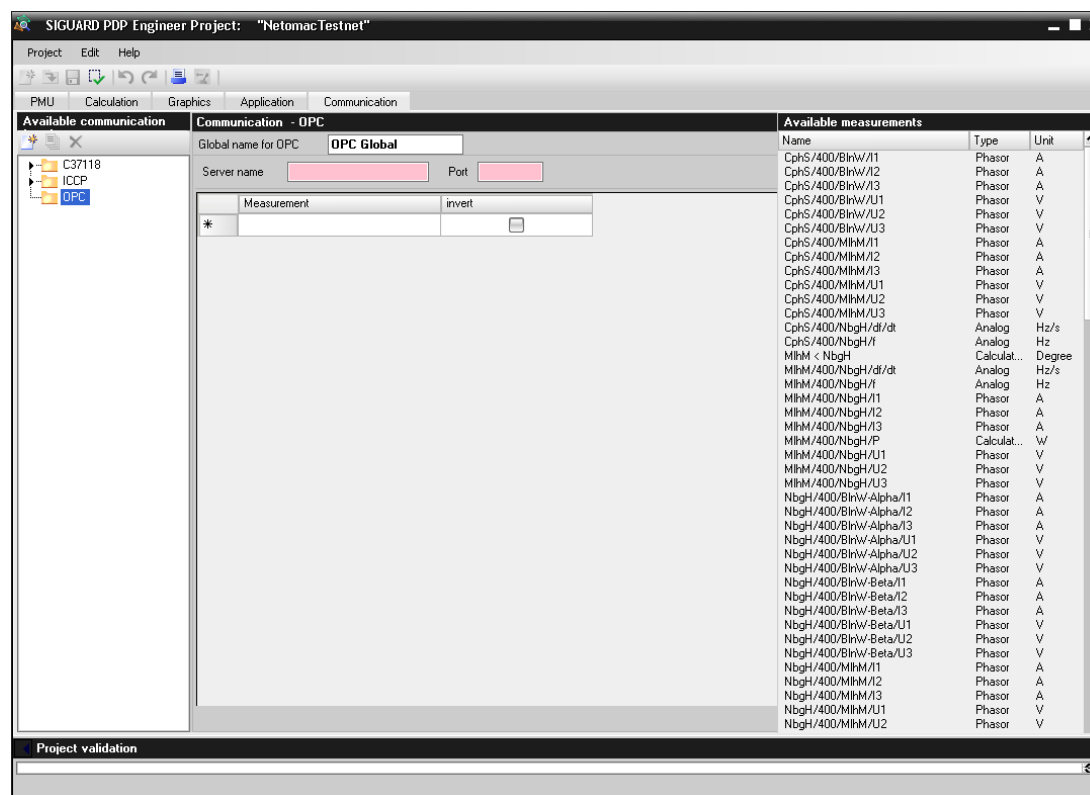 SIGUARD PDP Engineer Project: "NetomacTestnet"
Project Edit Help
PMU Calculation Graphics Application Communication
Available communication
C37118
ICCP
OPC
Communication - OPC
Global name for OPC OPC Global
Server name Port
Measurement invert
Available measurements
Name Type Unit
CphS/400/BlnW/I1 Phasor A
CphS/400/BlnW/I2 Phasor A
CphS/400/BlnW/I3 Phasor A
CphS/400/BlnW/U1 Phasor V
CphS/400/BlnW/U2 Phasor V
CphS/400/BlnW/U3 Phasor V
CphS/400/MlhM/I1 Phasor A
CphS/400/MlhM/I2 Phasor A
CphS/400/MlhM/I3 Phasor A
CphS/400/MlhM/U1 Phasor V
CphS/400/MlhM/U2 Phasor V
CphS/400/MlhM/U3 Phasor V
CphS/400/NbgH/df/dt Analog Hz/s
CphS/400/NbgH/f Analog Hz
MlhM < NbgH Calculat... Degree
MlhM/400/NbgH/df/dt Analog Hz/s
MlhM/400/NbgH/f Analog Hz
MlhM/400/NbgH/I1 Phasor A
MlhM/400/NbgH/I2 Phasor A
MlhM/400/NbgH/I3 Phasor A
MlhM/400/NbgH/P Calculat... W
MlhM/400/NbgH/U1 Phasor V
MlhM/400/NbgH/U2 Phasor V
MlhM/400/NbgH/U3 Phasor V
NbgH/400/BlnW-Alpha/I1 Phasor A
NbgH/400/BlnW-Alpha/I2 Phasor A
NbgH/400/BlnW-Alpha/I3 Phasor A
NbgH/400/BlnW-Alpha/U1 Phasor V
NbgH/400/BlnW-Alpha/U2 Phasor V
NbgH/400/BlnW-Alpha/U3 Phasor V
NbgH/400/BlnW-Beta/I1 Phasor A
NbgH/400/BlnW-Beta/I2 Phasor A
NbgH/400/BlnW-Beta/I3 Phasor A
NbgH/400/BlnW-Beta/U1 Phasor V
NbgH/400/BlnW-Beta/U2 Phasor V
NbgH/400/BlnW-Beta/U3 Phasor V
NbgH/400/MlhM/I1 Phasor A
NbgH/400/MlhM/I2 Phasor A
NbgH/400/MlhM/I3 Phasor A
NbgH/400/MlhM/U1 Phasor V
NbgH/400/MlhM/U2 Phasor V
Project validation